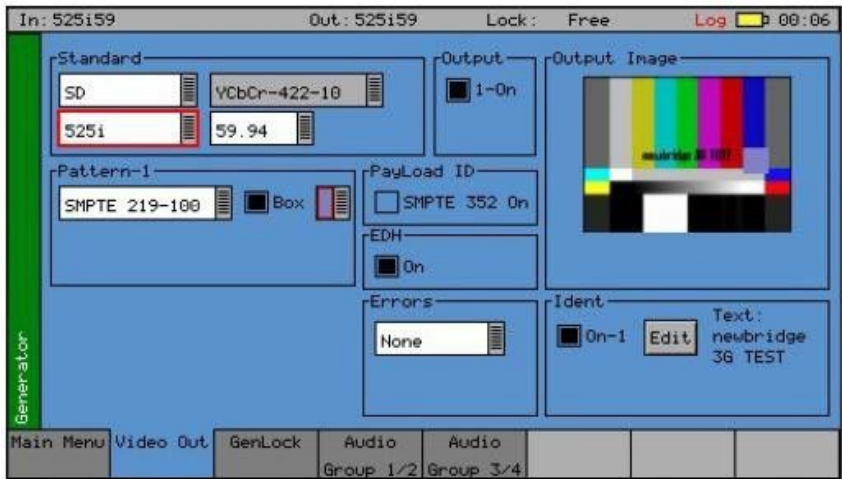 In: 525i59 Out: 525i59 Lock: Free Log 00:06
Standard
SD YCbCr-422-10
525i 59.94
Output
1-On
Output Image
newbridge 3G TEST
Pattern-1
SMPTE 219-100 Box
PayLoad ID
SMPTE 352 On
EDH
On
Errors
None
Ident
On-1 Edit
Text:
newbridge
3G TEST
Generator
Main Menu Video Out GenLock Audio Group 1/2 Audio Group 3/4